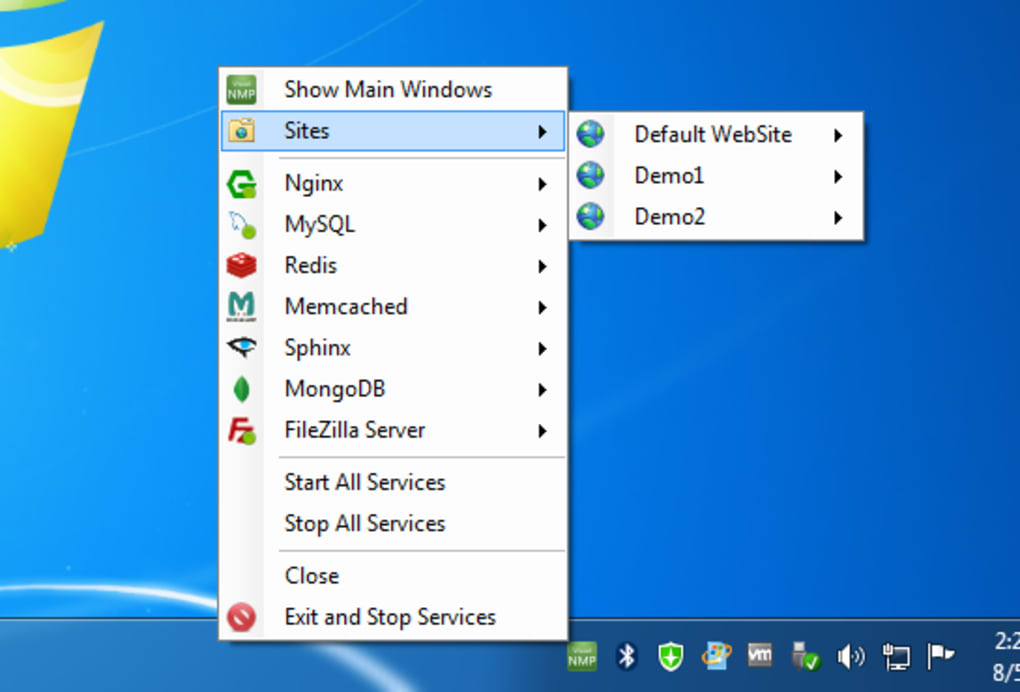 NMP
Show Main Windows
Sites
Default WebSite
Demo1
Demo2
Nginx
MySQL
Redis
Memcached
Sphinx
MongoDB
FileZilla Server
Start All Services
Stop All Services
Close
Exit and Stop Services
NMP
vm
2:2
8/5